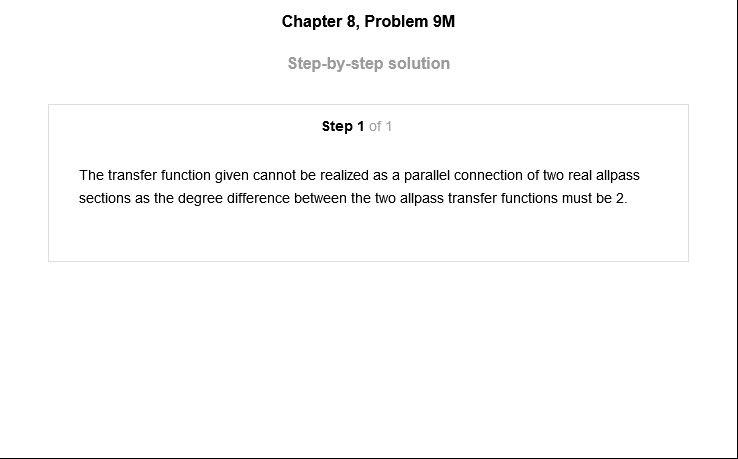 Chapter 8, Problem 9M
Step-by-step solution
Step 1 of 1
The transfer function given cannot be realized as a parallel connection of two real allpass
sections as the degree difference between the two allpass transfer functions must be 2.